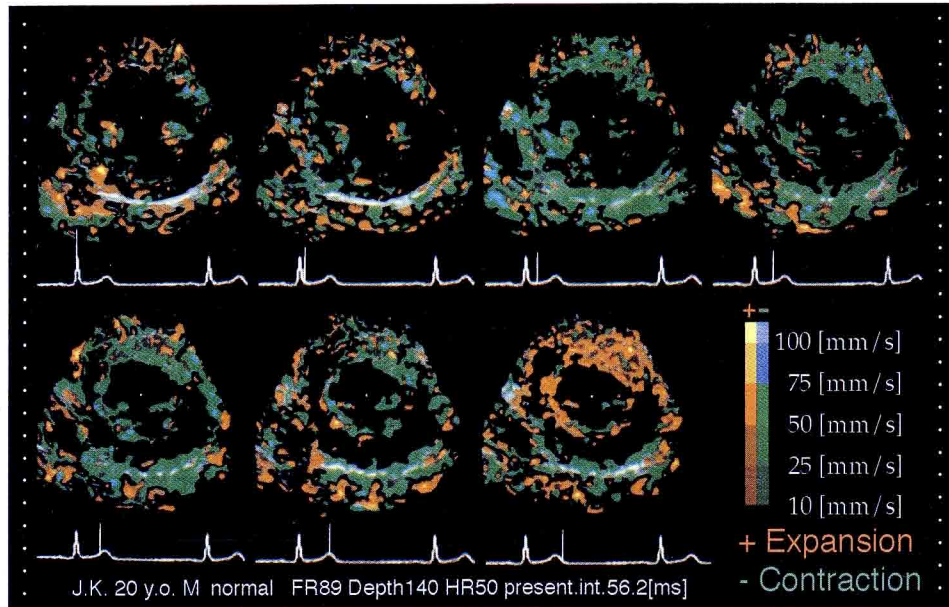 +-
100 [mm/s]
75 [mm/s]
50 [mm/s]
25 [mm/s]
10 [mm/s]
+ Expansion
- Contraction
J.K. 20 y.o. M normal FR89 Depth140 HR50 present.int.56.2[ms]